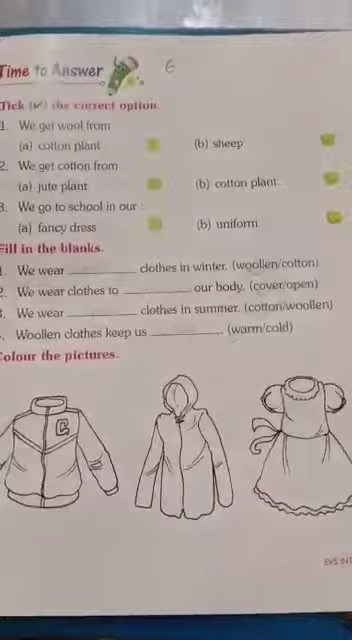 Time to Answer
6
Tick (✓) the correct option.
1. We get wool from
(a) cotton plant (b) sheep
2. We get cotton from
(a) jute plant (b) cotton plant
3. We go to school in our :
(a) fancy dress (b) uniform
Fill in the blanks.
1. We wear __________ clothes in winter. (woollen/cotton)
2. We wear clothes to __________ our body. (cover/open)
3. We wear __________ clothes in summer. (cotton/woollen)
. Woollen clothes keep us __________. (warm/cold)
Colour the pictures.
G
EVS INT